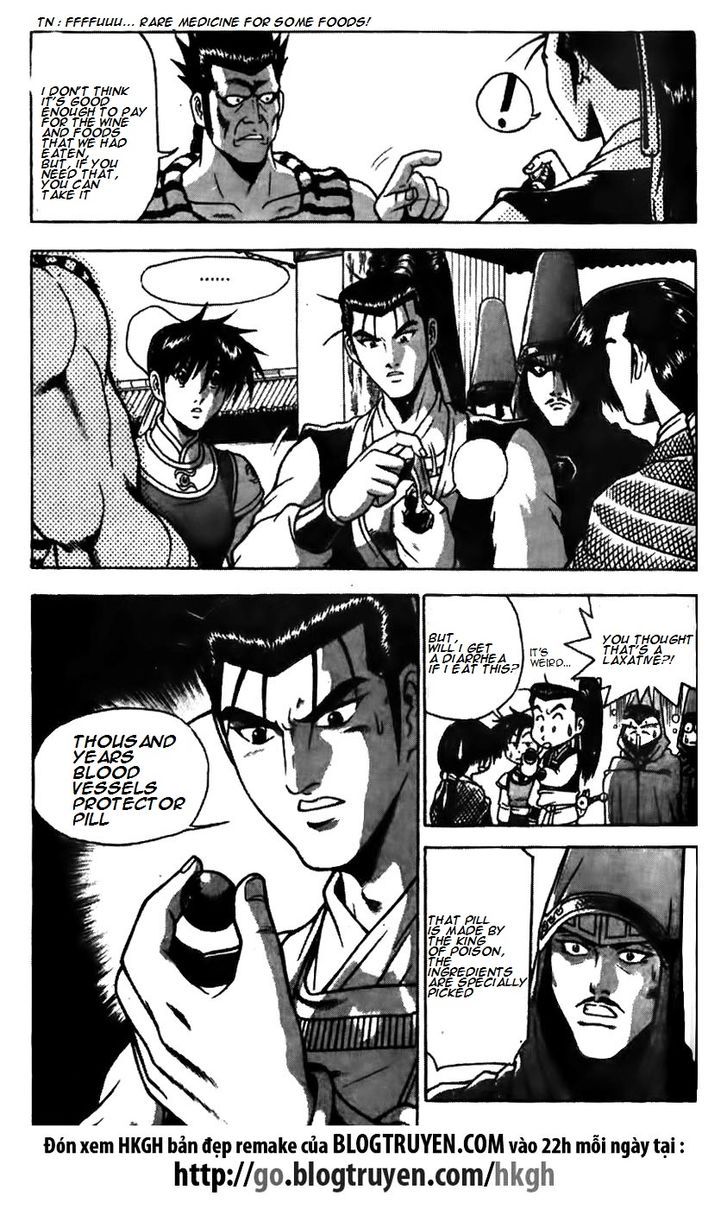 TN : FFFFUUU... RARE MEDICINE FOR SOME FOODS!
I DON'T THINK
IT'S GOOD
ENOUGH TO PAY
FOR THE WINE
AND FOODS
THAT WE HAD
EATEN,
BUT, IF YOU
NEED THAT,
YOU CAN
TAKE IT
!
......
THOUSAND
YEARS
BLOOD
VESSELS
PROTECTOR
PILL
BUT,
WILL I GET
A DIARRHEA
IF I EAT THIS?
IT'S
WEIRD...
YOU THOUGHT
THAT'S A
LAXATIVE?!
THAT PILL
IS MADE BY
THE KING
OF POISON,
THE
INGREDIENTS
ARE SPECIALLY
PICKED
Đón xem HKGH bản đẹp remake của BLOGTRUYEN.COM vào 22h mỗi ngày tại :
http://go.blogtruyen.com/hkgh